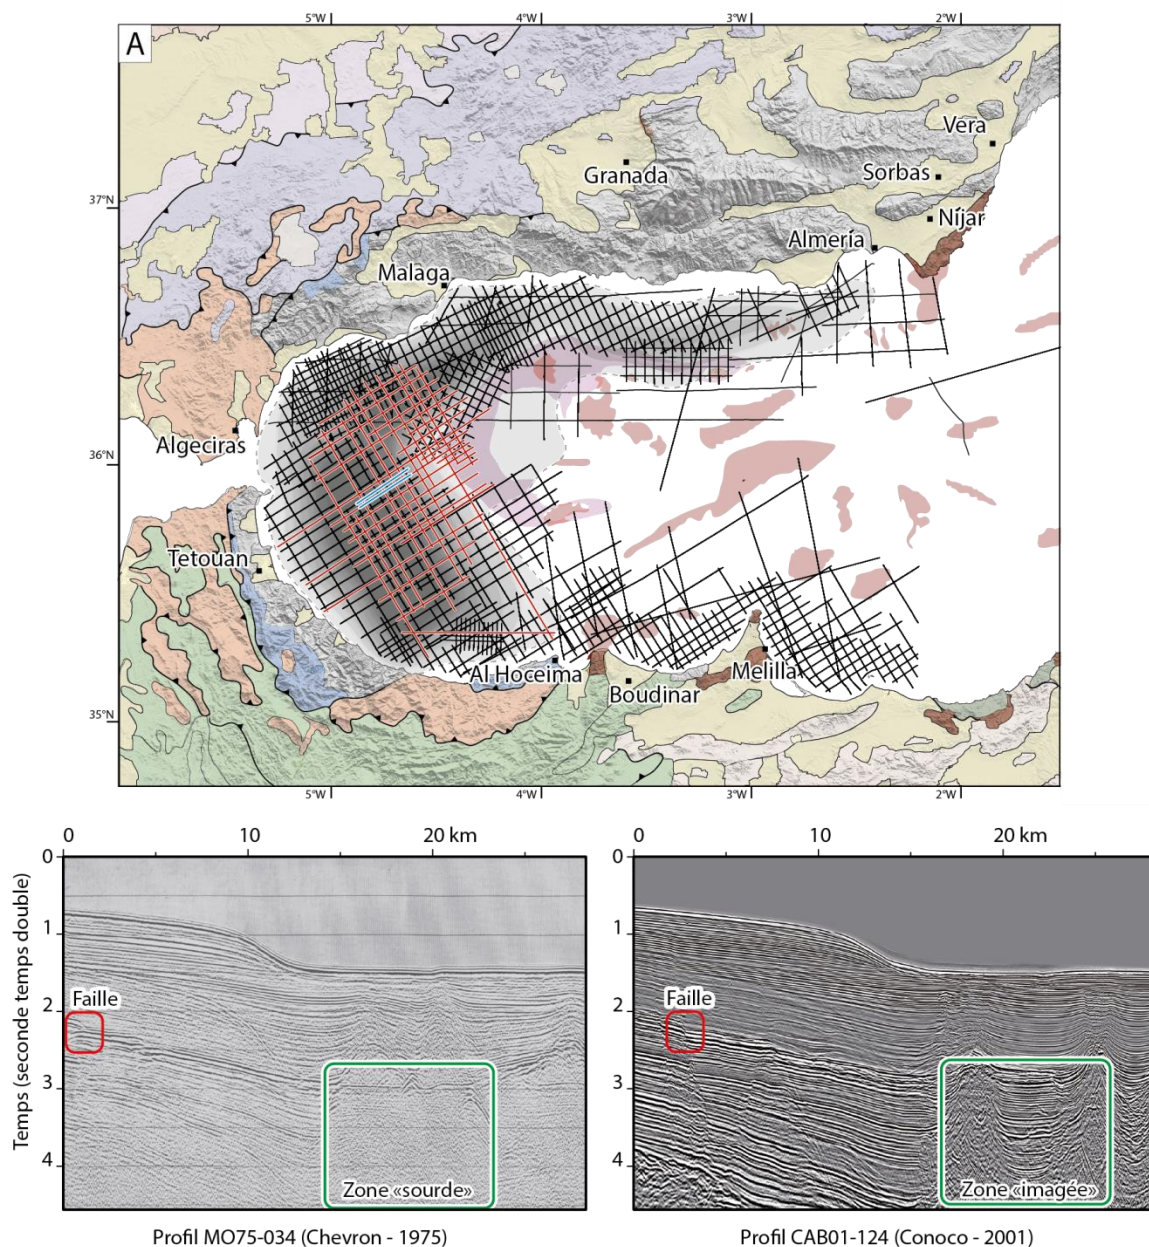 A
5°W
4°W
3°W
2°W
37°N
36°N
35°N
Vera
Sorbas
Granada
Níjar
Almería
Malaga
Algeciras
Tetouan
Al Hoceima
Boudinar
Melilla
5°W
4°W
3°W
2°W
0
10
20 km
0
10
20 km
Temps (seconde temps double)
0
1
2
3
4
0
1
2
3
4
Faille
Zone «sourde»
Faille
Zone «imagée»
Profil MO75-034 (Chevron - 1975)
Profil CAB01-124 (Conoco - 2001)